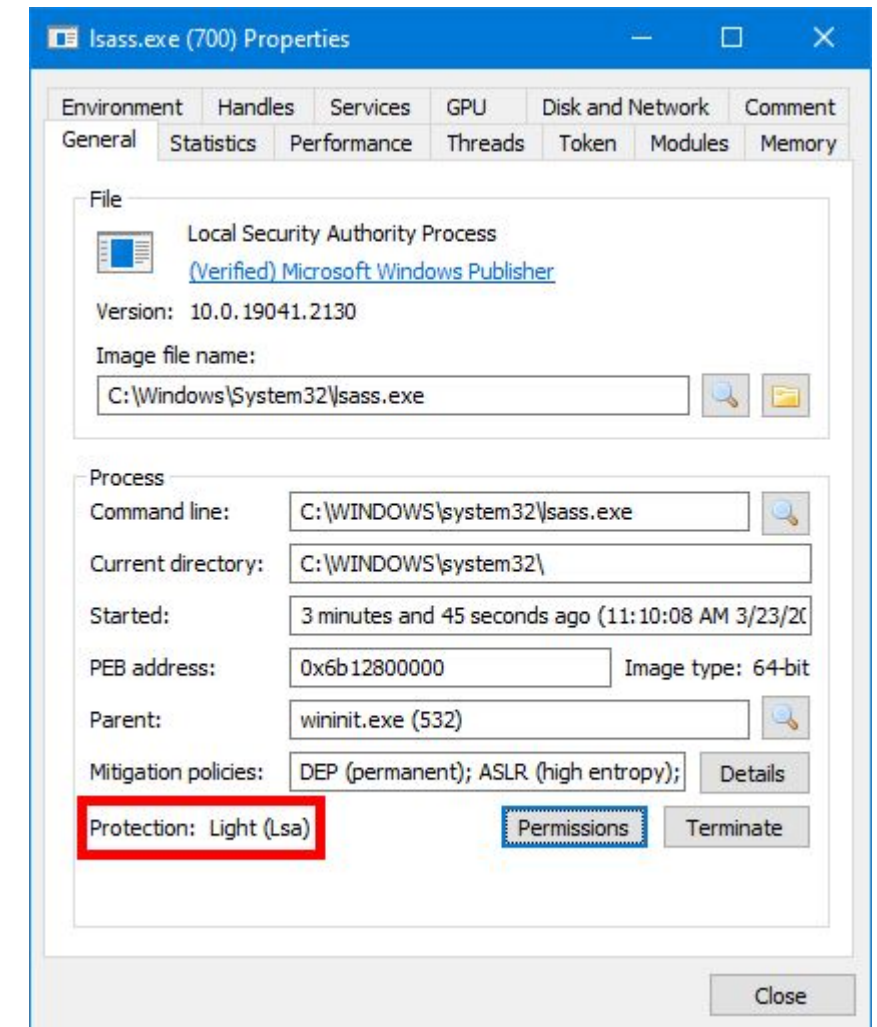 lsass.exe (700) Properties
Environment Handles Services GPU Disk and Network Comment
General Statistics Performance Threads Token Modules Memory
File
Local Security Authority Process
(Verified) Microsoft Windows Publisher
Version: 10.0.19041.2130
Image file name:
C:\Windows\System32\lsass.exe
Process
Command line: C:\WINDOWS\system32\lsass.exe
Current directory: C:\WINDOWS\system32\
Started: 3 minutes and 45 seconds ago (11:10:08 AM 3/23/20
PEB address: 0x6b12800000 Image type: 64-bit
Parent: wininit.exe (532)
Mitigation policies: DEP (permanent); ASLR (high entropy); Details
Protection: Light (Lsa) Permissions Terminate
Close